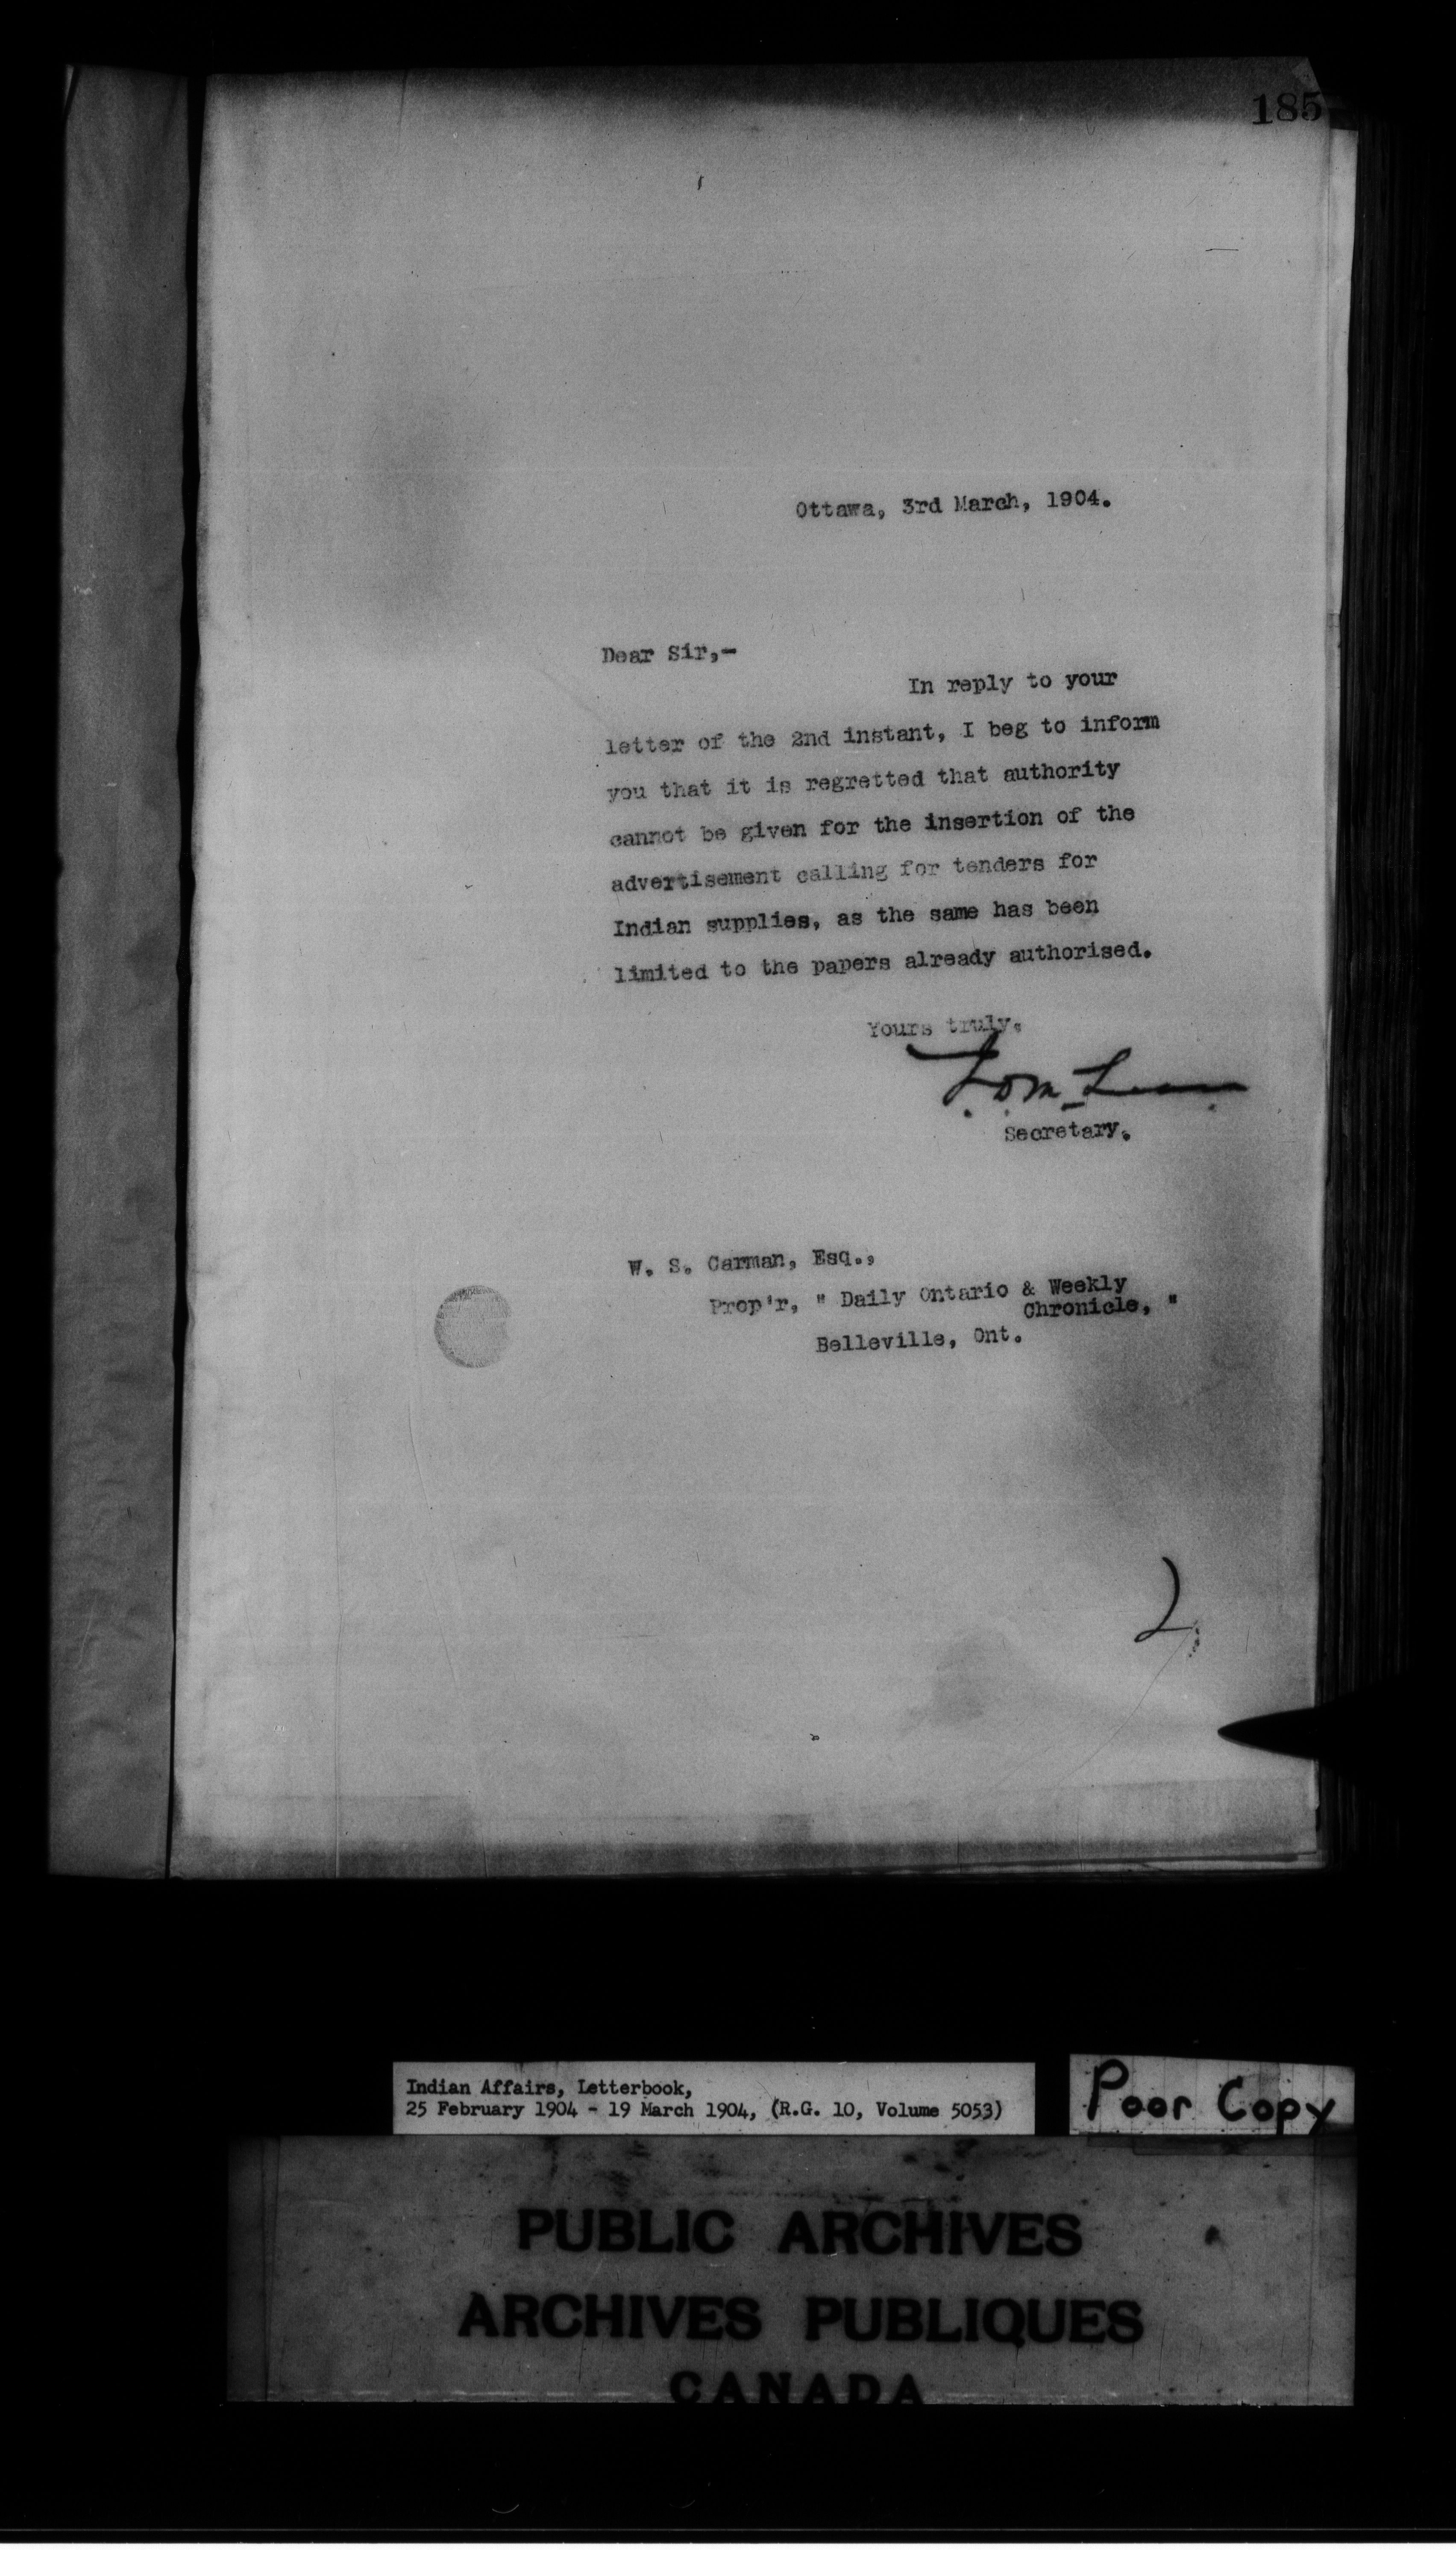 185
Ottawa, 3rd March, 1904.
Dear Sir,-
In reply to your
letter of the 2nd instant, I beg to inform
you that it is regretted that authority
cannot be given for the insertion of the
advertisement calling for tenders for
Indian supplies, as the same has been
limited to the papers already authorised.
Yours truly,
Secretary.
W. S. Carman, Esq.,
Prop'r, " Daily Ontario & Weekly
Chronicle, "
Belleville, Ont.
2
Indian Affairs, Letterbook,
25 February 1904 - 19 March 1904, (R.G. 10, Volume 5053)
Poor Copy
PUBLIC ARCHIVES
ARCHIVES PUBLIQUES
CANADA